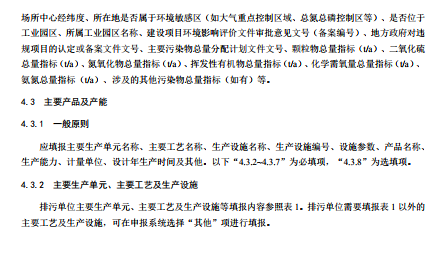 场所中心经纬度、所在地是否属于环境敏感区（如大气重点控制区域、总氮总磷控制区等）、是否位于
工业园区、所属工业园区名称、建设项目环境影响评价文件审批意见文号（备案编号）、地方政府对违
规项目的认定或备案文件文号、主要污染物总量分配计划文件文号、颗粒物总量指标（t/a）、二氧化硫
总量指标（t/a）、氮氧化物总量指标（t/a）、挥发性有机物总量指标（t/a）、化学需氧量总量指标（t/a）、
氨氮总量指标（t/a）、涉及的其他污染物总量指标（如有）等。
4.3 主要产品及产能
4.3.1 一般原则
应填报主要生产单元名称、主要工艺名称、生产设施名称、生产设施编号、设施参数、产品名称、
生产能力、计量单位、设计年生产时间及其他。以下“4.3.2~4.3.7”为必填项，“4.3.8”为选填项。
4.3.2 主要生产单元、主要工艺及生产设施
排污单位主要生产单元、主要工艺及生产设施等填报内容参照表 1。排污单位需要填报表 1 以外的
主要工艺及生产设施，可在申报系统选择“其他”项进行填报。